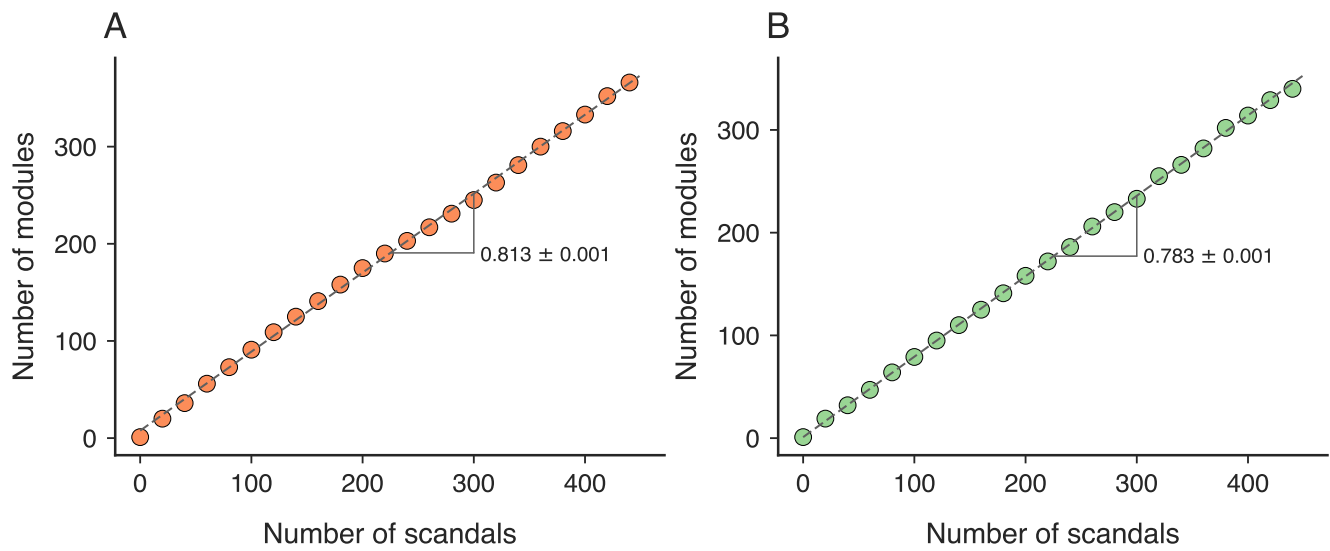 A
Number of modules
300
200
100
0
0.813 ± 0.001
0 100 200 300 400
Number of scandals
B
Number of modules
300
200
100
0
0.783 ± 0.001
0 100 200 300 400
Number of scandals